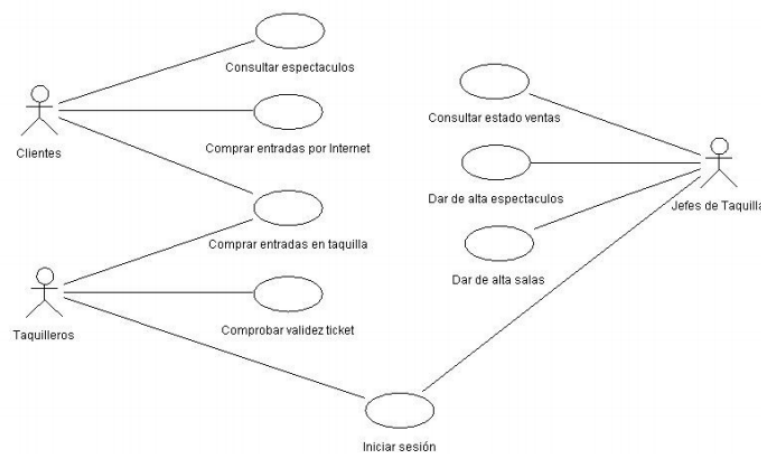 Consultar espectaculos
Consultar estado ventas
Clientes
Comprar entradas por Internet
Dar de alta espectaculos
Jefes de Taquilla
Comprar entradas en taquilla
Dar de alta salas
Taquilleros
Comprobar validez ticket
Iniciar sesión